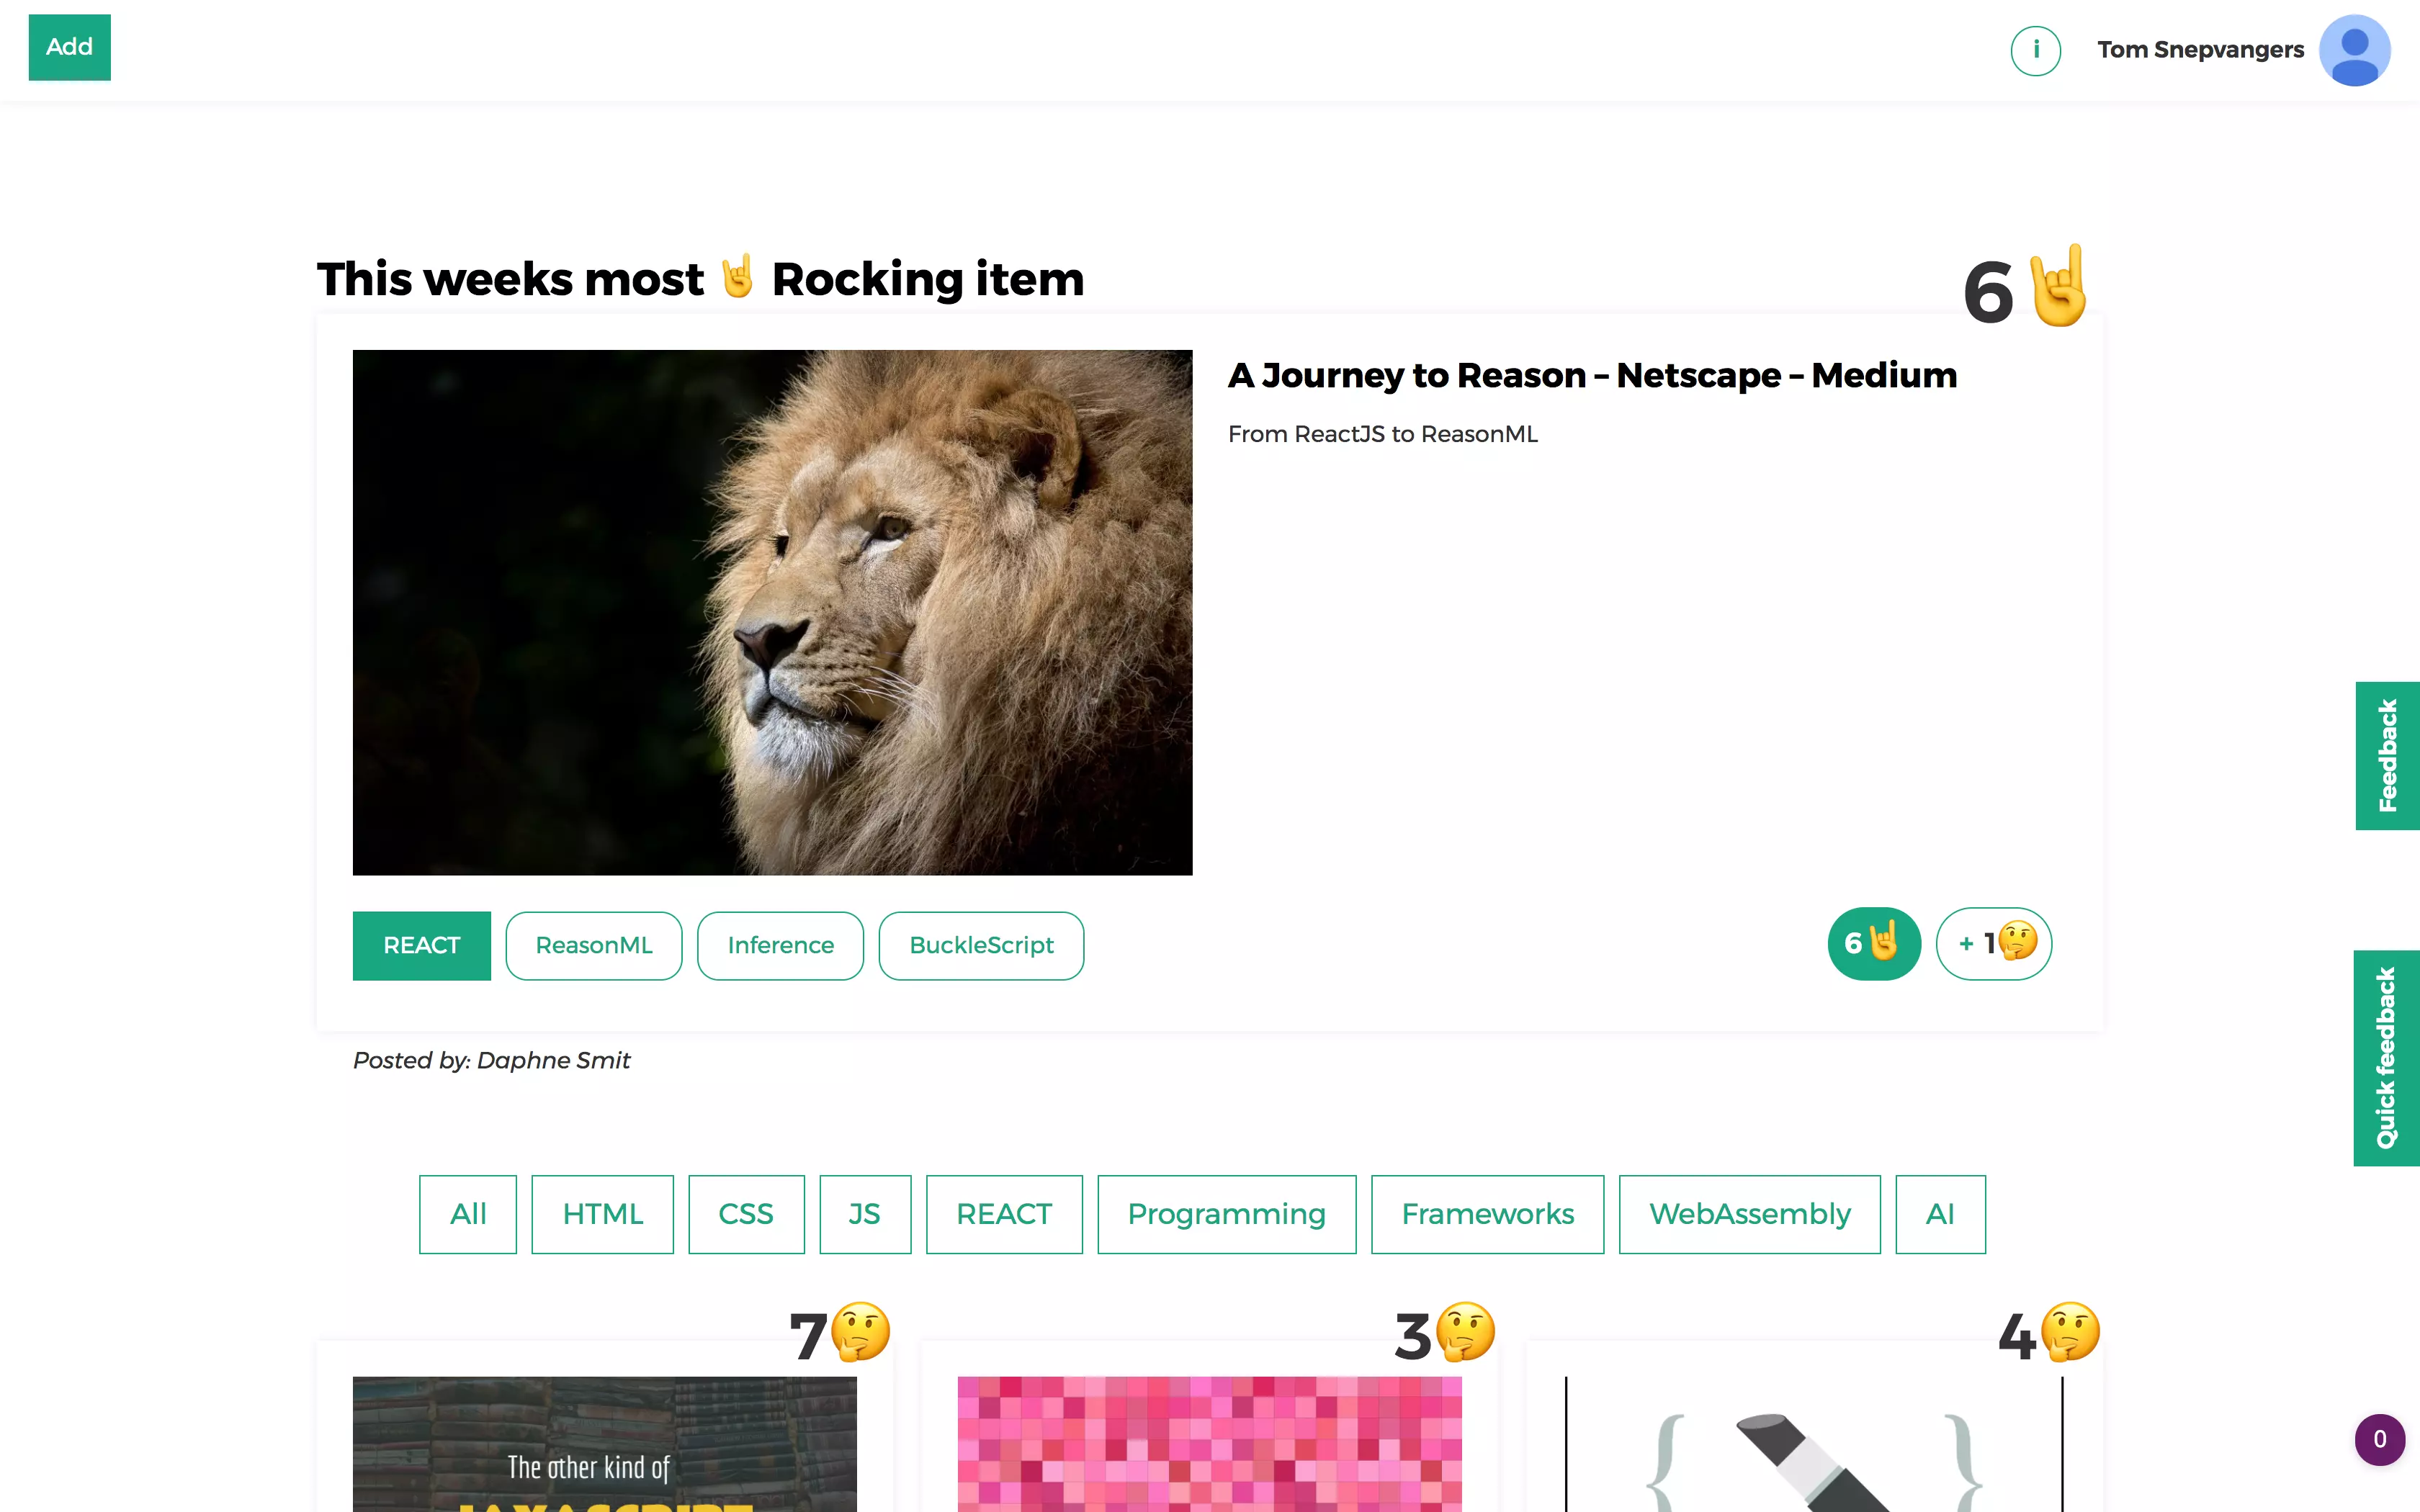 Add
i
Tom Snepvangers
This weeks most 🤘 Rocking item
6🤘
A Journey to Reason – Netscape – Medium
From ReactJS to ReasonML
Feedback
REACT
ReasonML
Inference
BuckleScript
6🤘
+ 1🤔
Quick feedback
Posted by: Daphne Smit
All
HTML
CSS
JS
REACT
Programming
Frameworks
WebAssembly
AI
7🤔
3🤔
4🤔
The other kind of
JAVASCRIPT
{ }
0